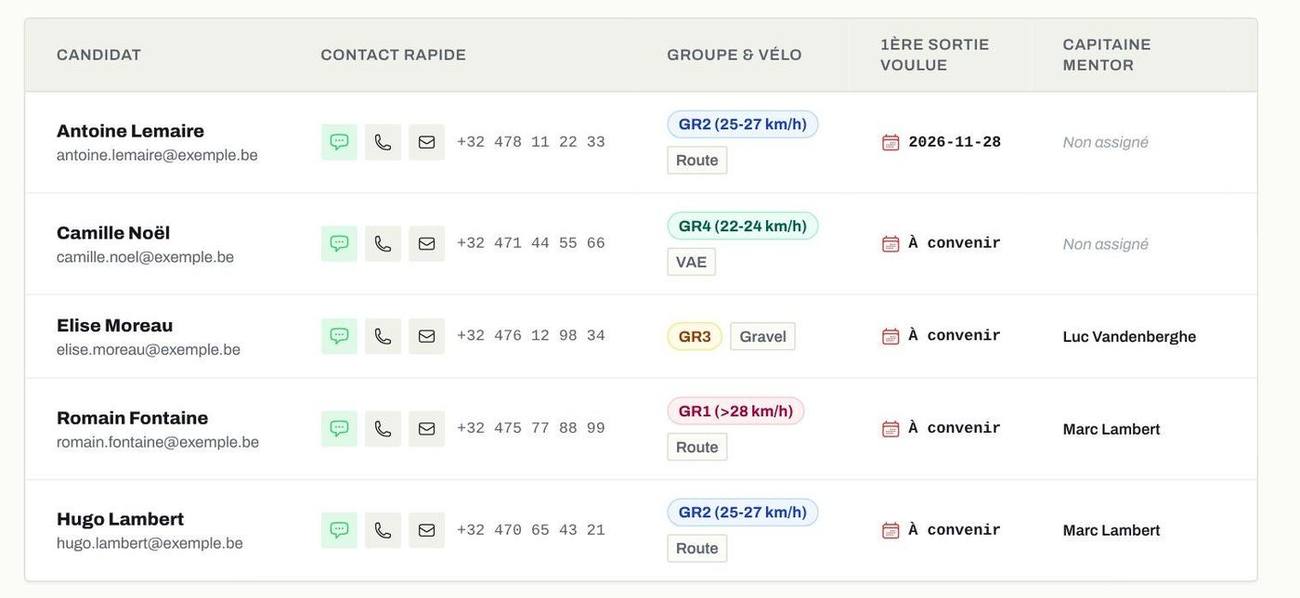 CANDIDAT
CONTACT RAPIDE
GROUPE & VÉLO
1ÈRE SORTIE
VOULUE
CAPITAINE
MENTOR
Antoine Lemaire
antoine.lemaire@exemple.be
+32 478 11 22 33
GR2 (25-27 km/h)
Route
2026-11-28
Non assigné
Camille Noël
camille.noel@exemple.be
+32 471 44 55 66
GR4 (22-24 km/h)
VAE
À convenir
Non assigné
Elise Moreau
elise.moreau@exemple.be
+32 476 12 98 34
GR3
Gravel
À convenir
Luc Vandenberghe
Romain Fontaine
romain.fontaine@exemple.be
+32 475 77 88 99
GR1 (>28 km/h)
Route
À convenir
Marc Lambert
Hugo Lambert
hugo.lambert@exemple.be
+32 470 65 43 21
GR2 (25-27 km/h)
Route
À convenir
Marc Lambert